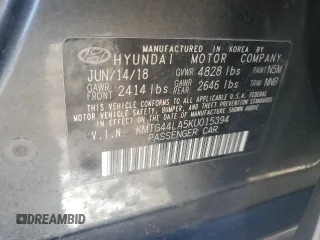 MANUFACTURED IN KOREA BY
HYUNDAI MOTOR COMPANY
JUN/14/18 GVWR 4828 lbs PAINT N5M
GAWR FRONT 2414 lbs GAWR REAR 2646 lbs TRIM NNB
THIS VEHICLE CONFORMS TO ALL APPLICABLE U.S. FEDERAL
MOTOR VEHICLE SAFETY, BUMPER, AND THEFT PREVENTION
STANDARDS IN EFFECT ON THE DATE OF MANUFACTURE SHOWN ABOVE.
V.I.N. KMTG44LA5KU015394
PASSENGER CAR
DREAMBID